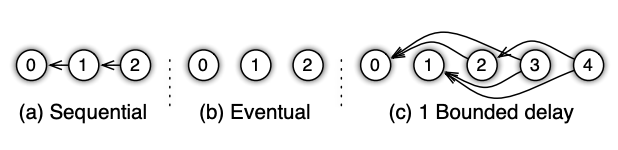 0 1 2 0 1 2 0 1 2 3 4
(a) Sequential (b) Eventual (c) 1 Bounded delay